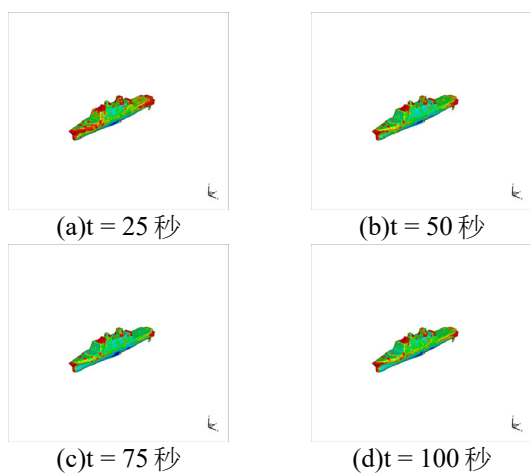 (a)t = 25 秒
(b)t = 50 秒
(c)t = 75 秒
(d)t = 100 秒